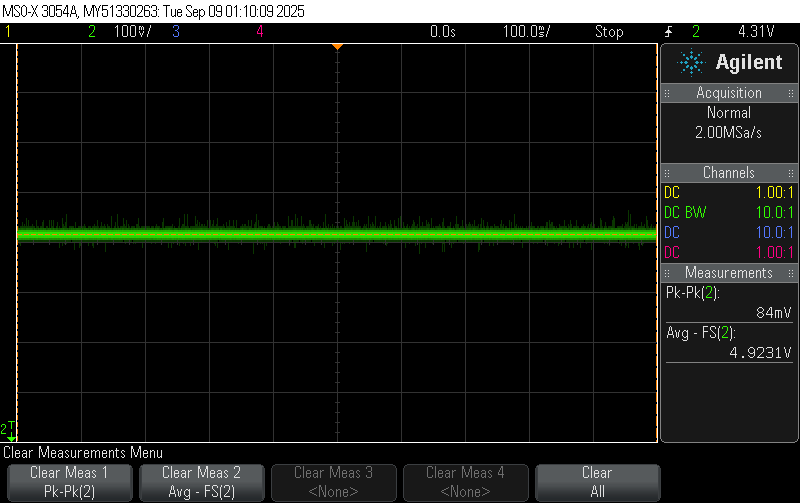 MSO-X 3054A, MY51330263: Tue Sep 09 01:10:09 2025
1 2 100mV/ 3 4 0.0s 100.0ms/ Stop 2 4.31V
Agilent
Acquisition
Normal
2.00MSa/s
Channels
DC 1.00:1
DC BW 10.0:1
DC 10.0:1
DC 1.00:1
Measurements
Pk-Pk(2):
84mV
Avg - FS(2):
4.9231V
2
T
Clear Measurements Menu
Clear Meas 1 Clear Meas 2 Clear Meas 3 Clear Meas 4 Clear
Pk-Pk(2) Avg - FS(2) <None> <None> All